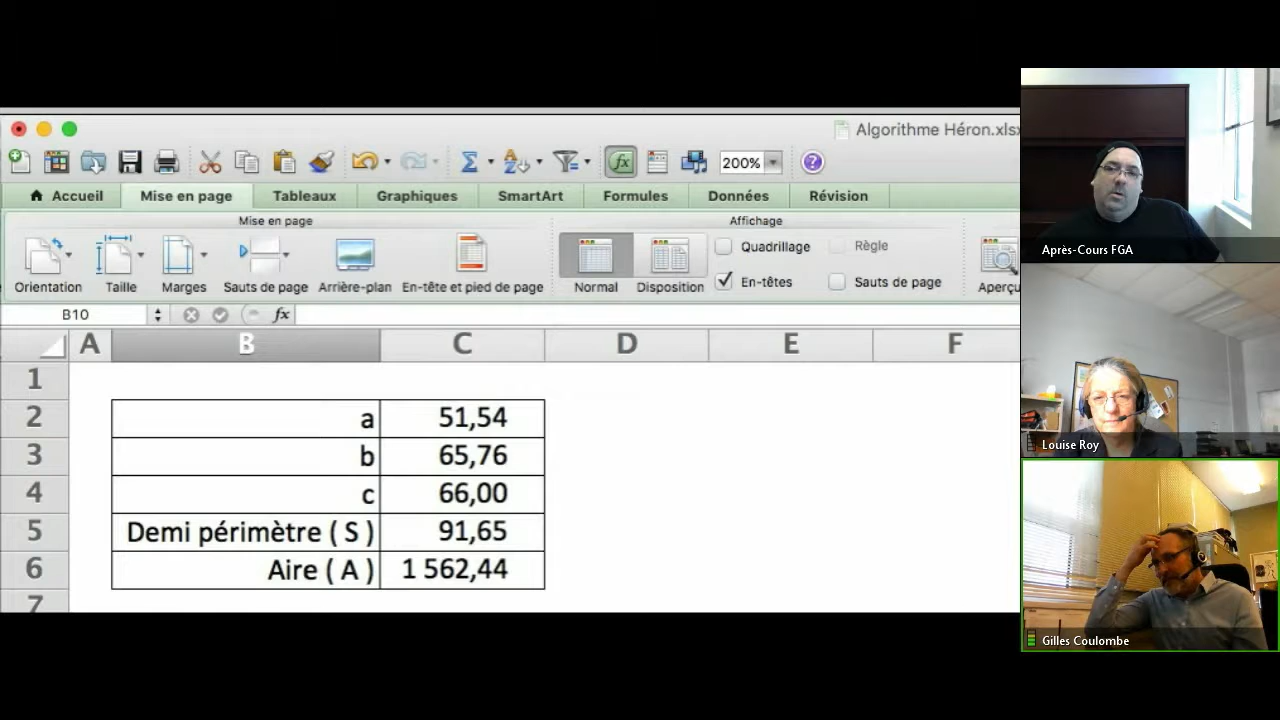 Algorithme Héron.xlsx
200%
Accueil
Mise en page
Tableaux
Graphiques
SmartArt
Formules
Données
Révision
Mise en page
Affichage
Orientation
Taille
Marges
Sauts de page
Arrière-plan
En-tête et pied de page
Normal
Disposition
Quadrillage
Règle
En-têtes
Sauts de page
Aperçu
B10
fx
A B C D E F
1
2 a 51,54
3 b 65,76
4 c 66,00
5 Demi périmètre ( S ) 91,65
6 Aire ( A ) 1 562,44
7
Après-Cours FGA
Louise Roy
Gilles Coulombe